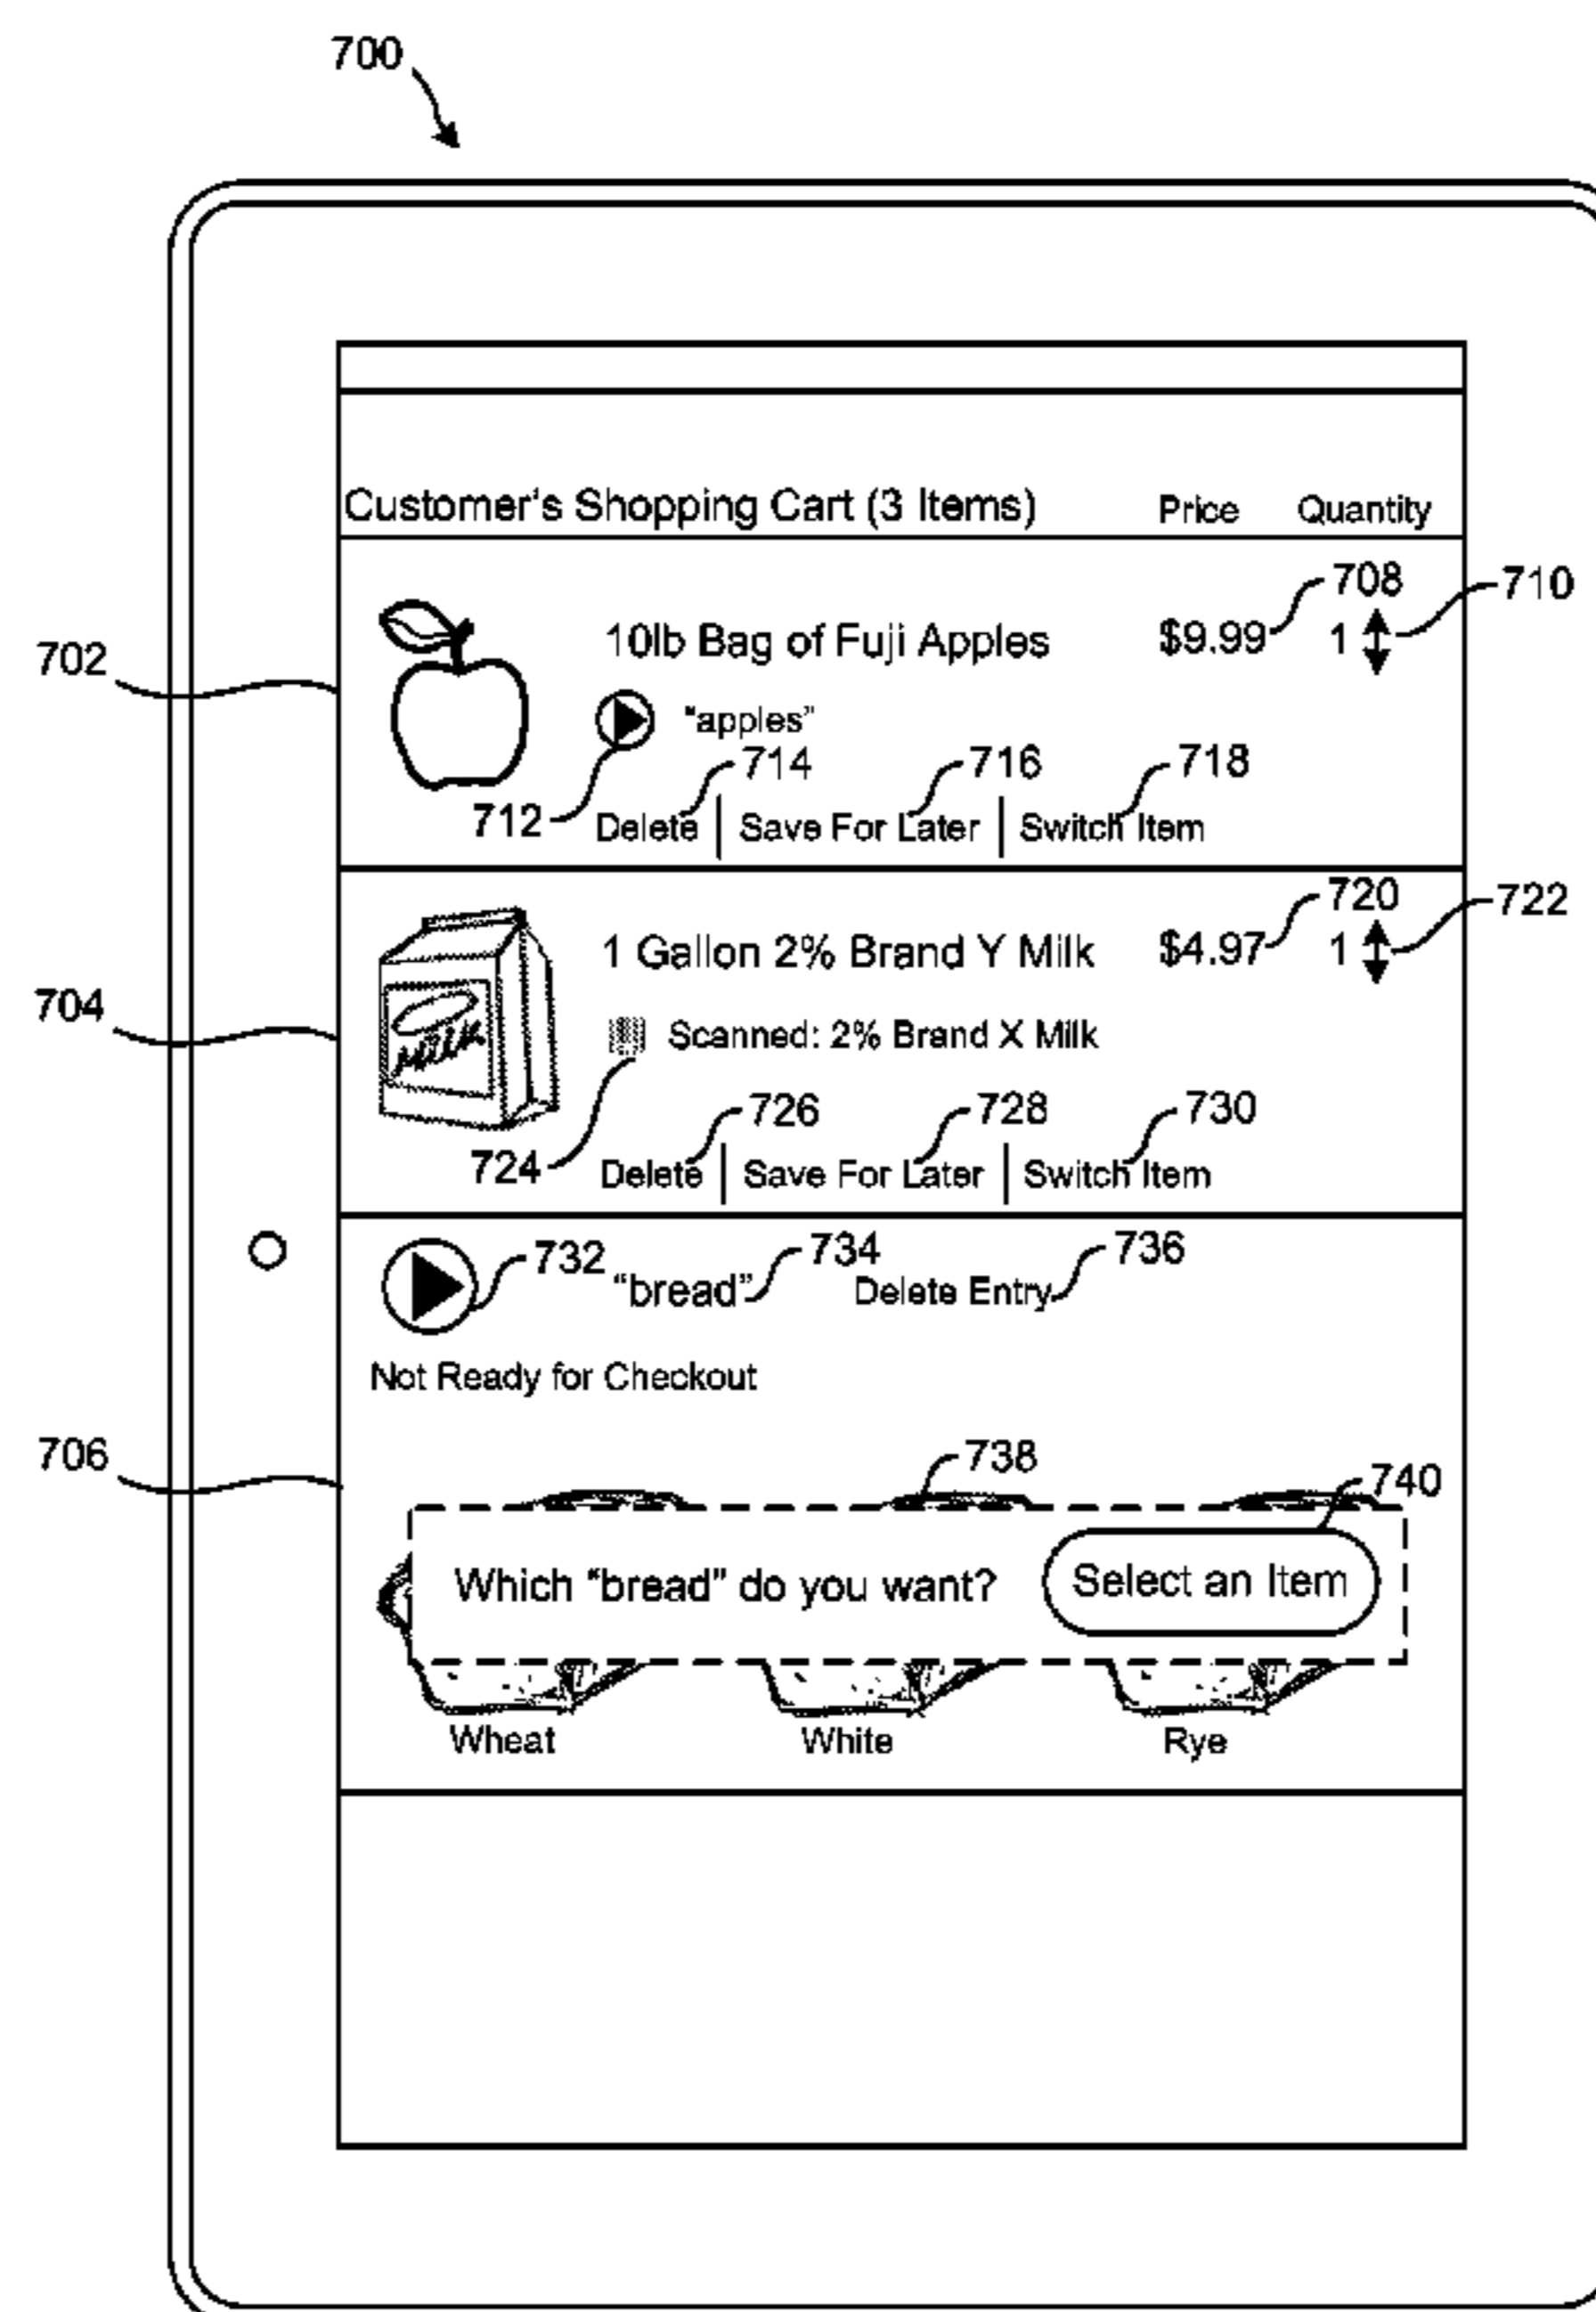 700
Customer's Shopping Cart (3 Items) Price Quantity
708 710
702 10lb Bag of Fuji Apples $9.99 1
"apples"
714 716 718
712 Delete | Save For Later | Switch Item
720 722
1 Gallon 2% Brand Y Milk $4.97 1
704 Scanned: 2% Brand X Milk
Milk
726 728 730
724 Delete | Save For Later | Switch Item
732 "bread" 734 Delete Entry 736
Not Ready for Checkout
706 738 740
Which "bread" do you want? Select an Item
Wheat White Rye